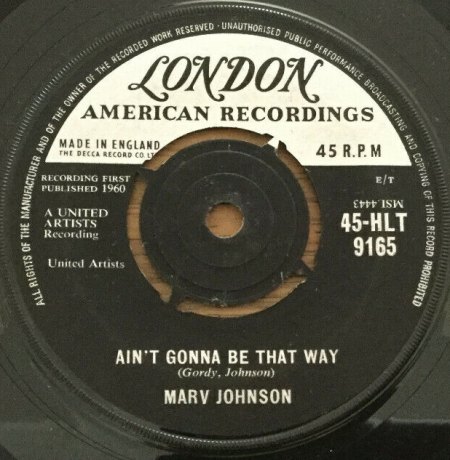 ALL RIGHTS OF THE MANUFACTURER AND OF THE OWNER OF THE RECORDED WORK RESERVED · UNAUTHORISED PUBLIC PERFORMANCE BROADCASTING AND COPYING OF THIS RECORD PROHIBITED
LONDON
AMERICAN RECORDINGS
MADE IN ENGLAND
THE DECCA RECORD CO. LTD
45 R.P.M
RECORDING FIRST
PUBLISHED 1960
E/T
MSI .4443
A UNITED
ARTISTS
Recording
45-HLT
9165
United Artists
AIN'T GONNA BE THAT WAY
(Gordy, Johnson)
MARV JOHNSON